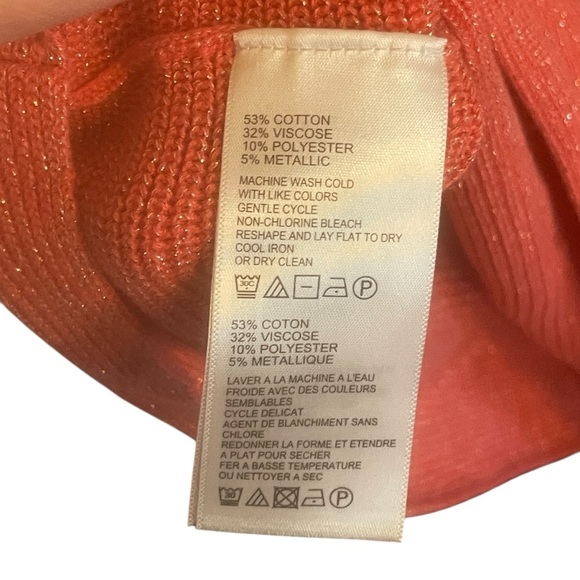 53% COTTON
32% VISCOSE
10% POLYESTER
5% METALLIC
MACHINE WASH COLD
WITH LIKE COLORS
GENTLE CYCLE
NON-CHLORINE BLEACH
RESHAPE AND LAY FLAT TO DRY
COOL IRON
OR DRY CLEAN
30C P
53% COTON
32% VISCOSE
10% POLYESTER
5% METALLIQUE
LAVER A LA MACHINE A L'EAU
FROIDE AVEC DES COULEURS
SEMBLABLES
CYCLE DELICAT
AGENT DE BLANCHIMENT SANS
CHLORE
REDONNER LA FORME ET ETENDRE
A PLAT POUR SECHER
FER A BASSE TEMPERATURE
OU NETTOYER A SEC
30 P